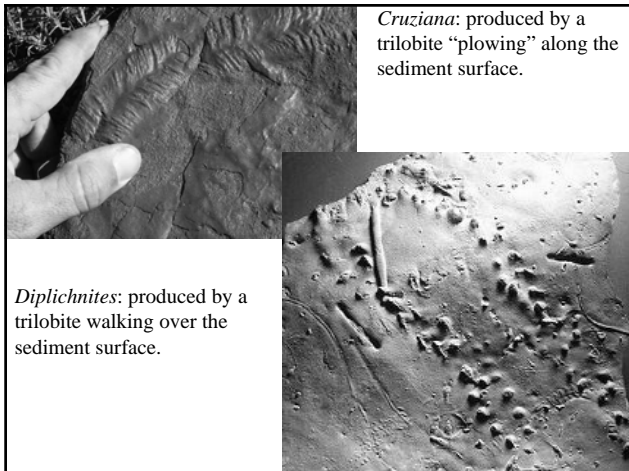 Cruziana: produced by a
trilobite “plowing” along the
sediment surface.
Diplichnites: produced by a
trilobite walking over the
sediment surface.